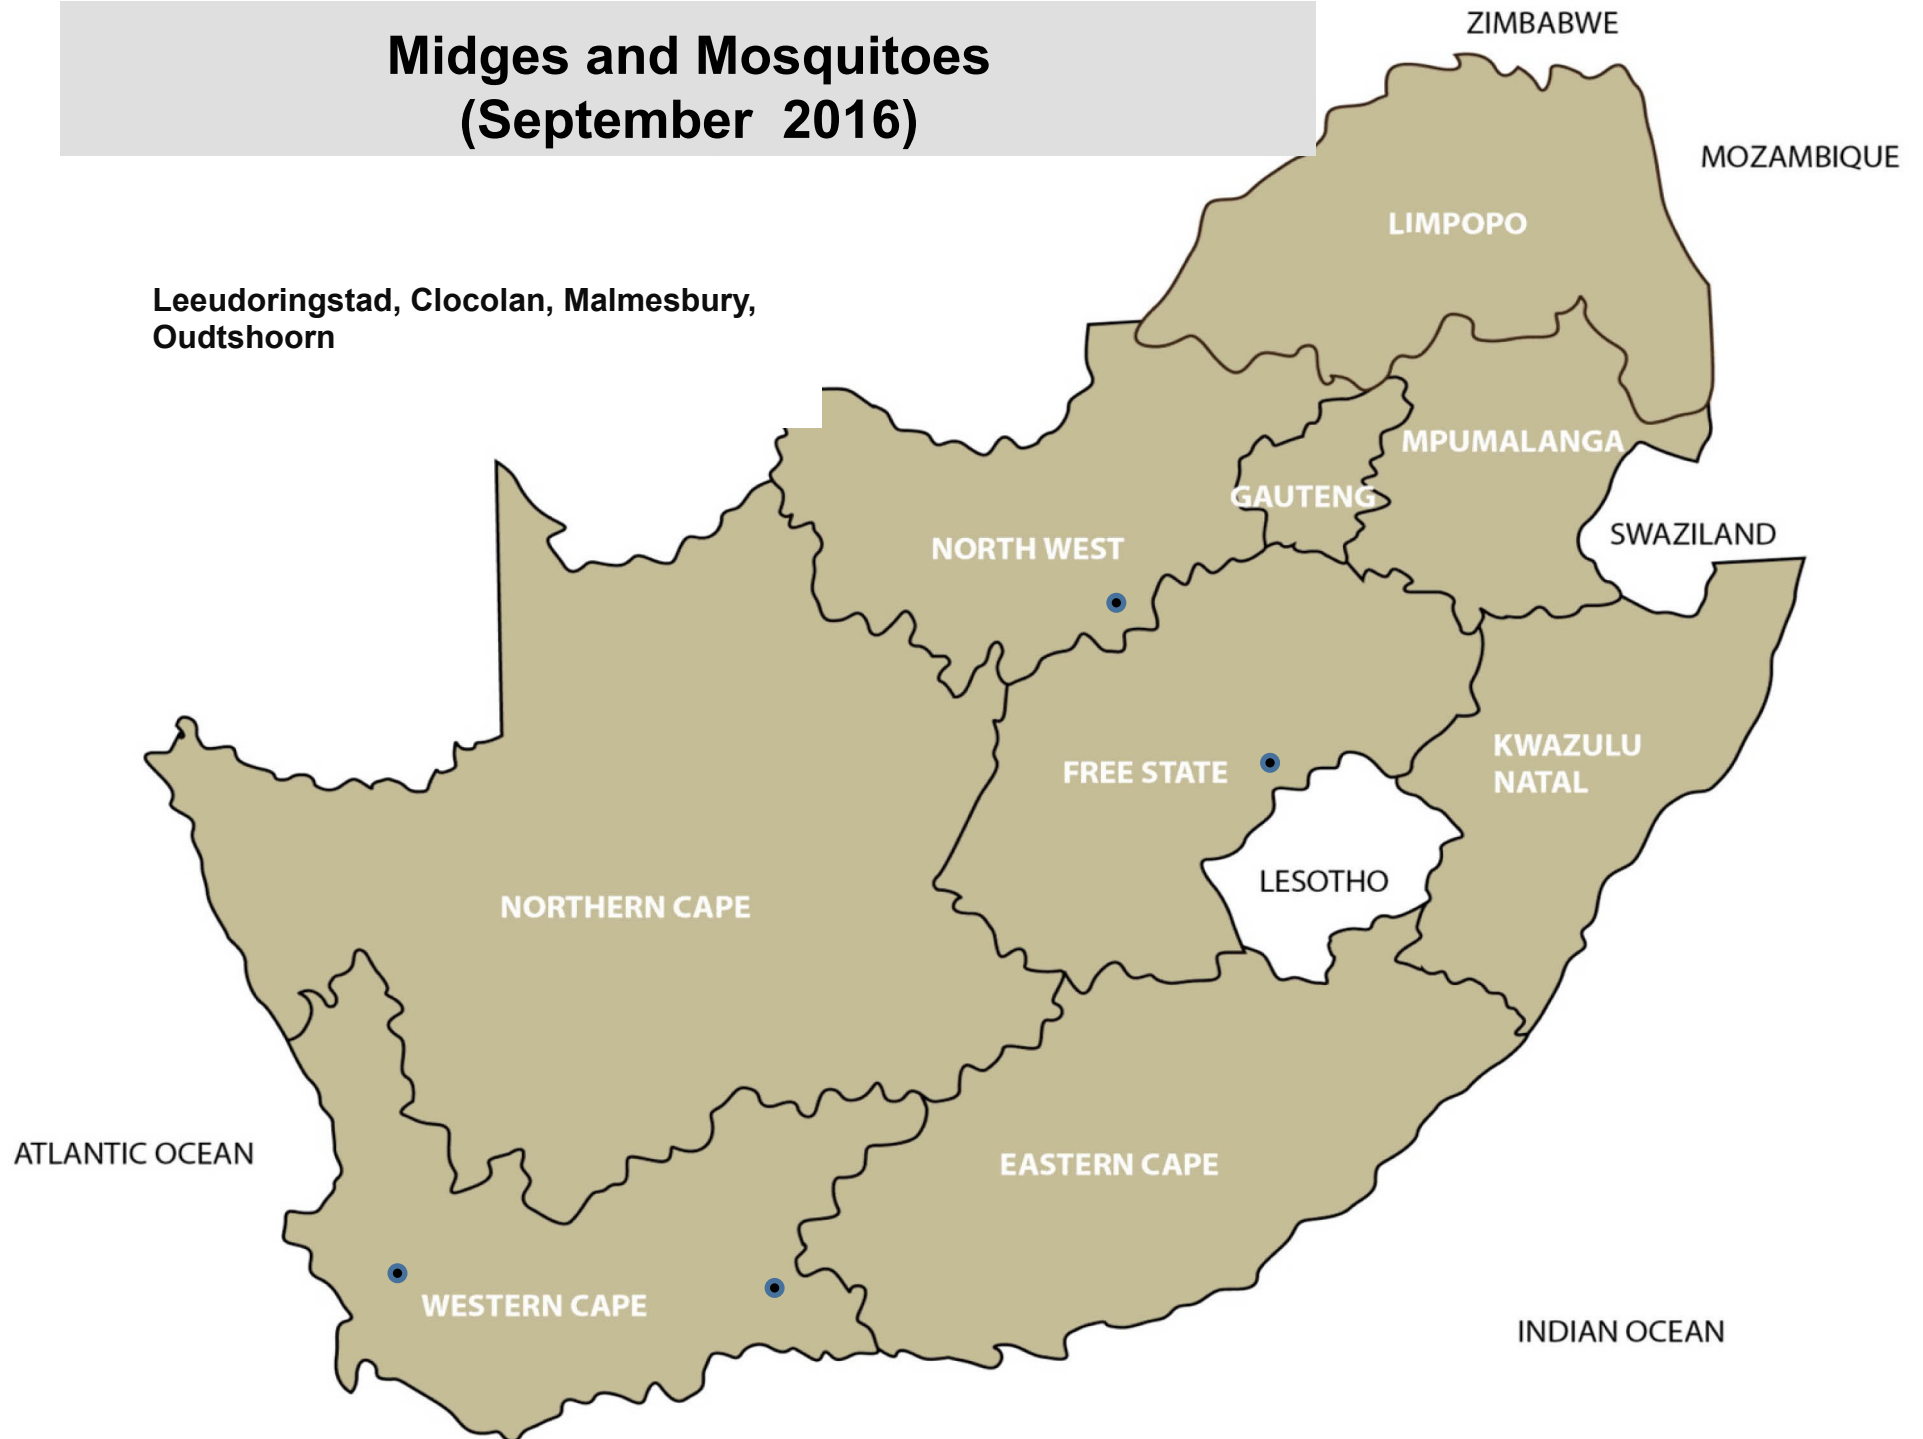 Midges and Mosquitoes
(September  2016)
ZIMBABWE
MOZAMBIQUE
LIMPOPO
Leeudoringstad, Clocolan, Malmesbury,
Oudtshoorn
MPUMALANGA
GAUTENG
SWAZILAND
NORTH WEST
KWAZULU
NATAL
FREE STATE
LESOTHO
NORTHERN CAPE
ATLANTIC OCEAN
EASTERN CAPE
WESTERN CAPE
INDIAN OCEAN